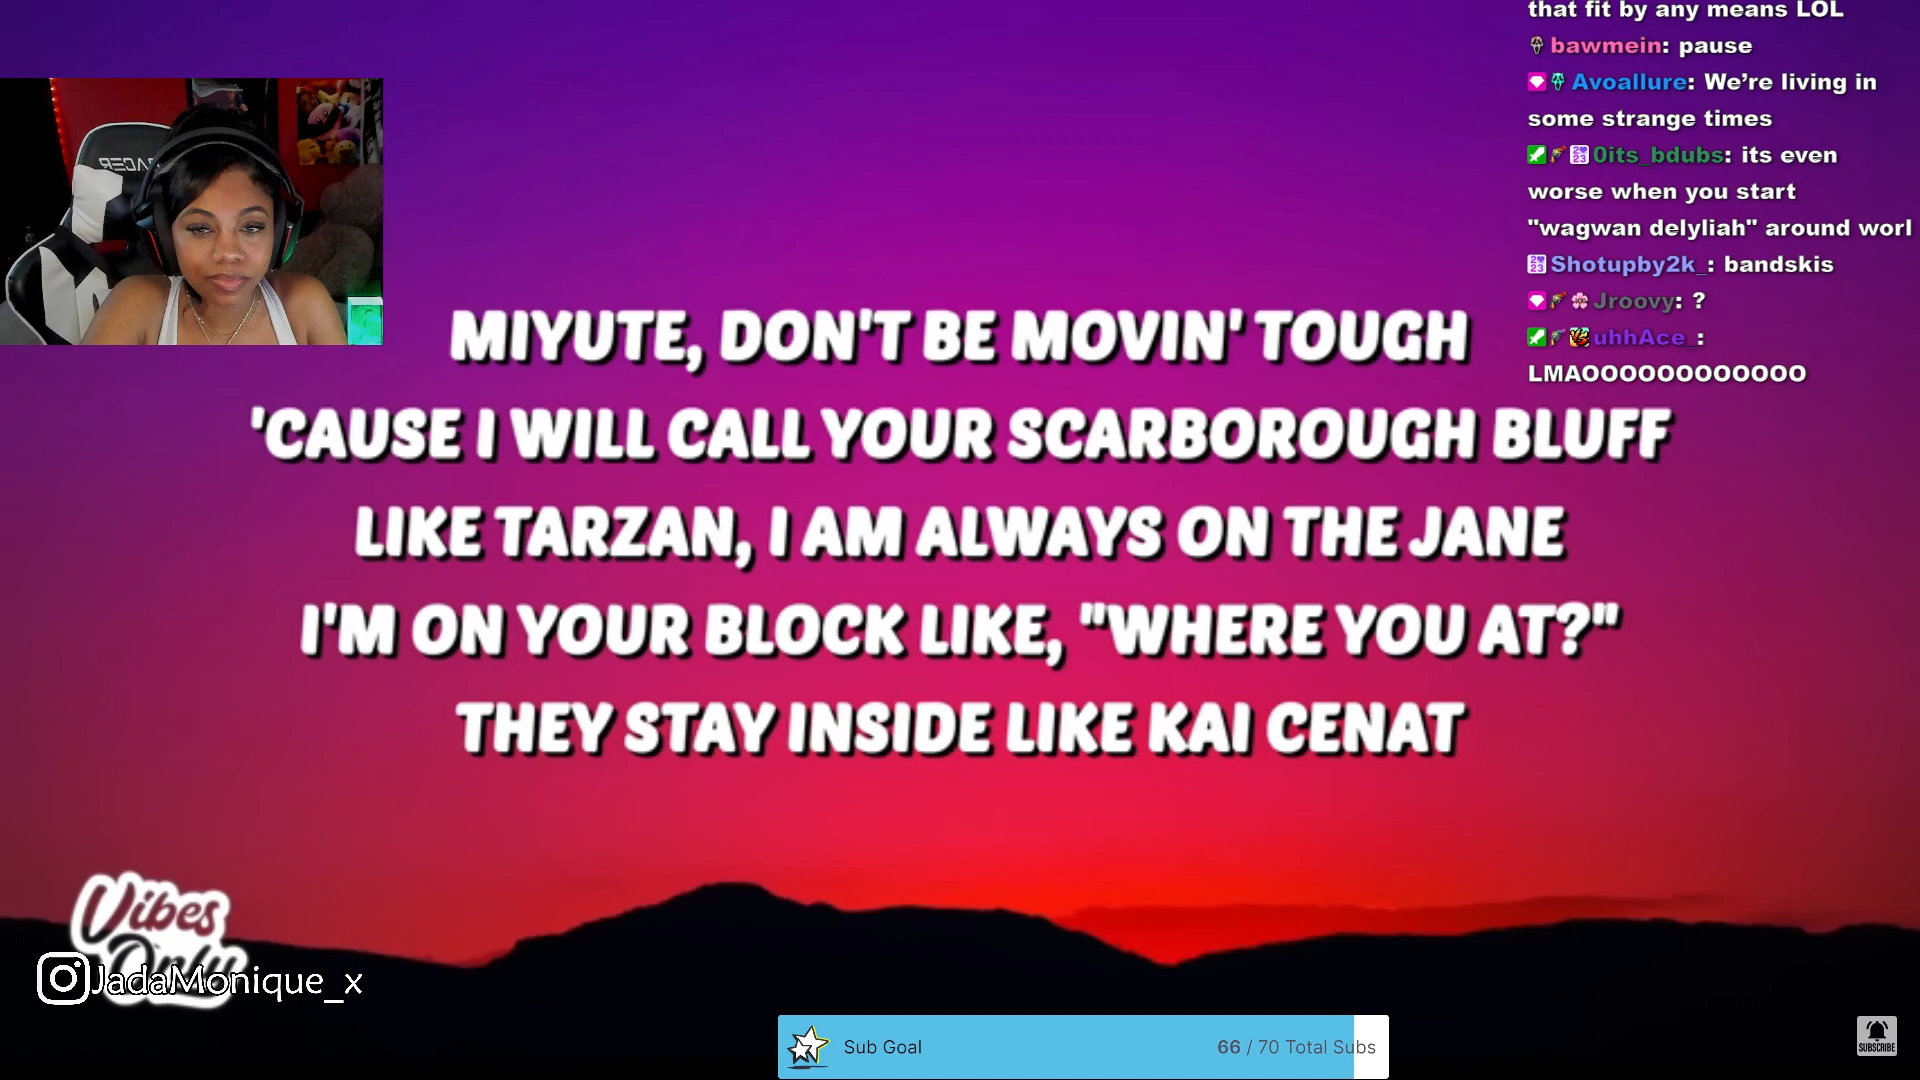 that fit by any means LOL
bawmein: pause
Avoallure: We’re living in
some strange times
0its_bdubs: its even
worse when you start
"wagwan delyliah" around worl
Shotupby2k_: bandskis
Jroovy: ?
uhhAce_:
LMAOOOOOOOOOOOO
MIYUTE, DON'T BE MOVIN' TOUGH
'CAUSE I WILL CALL YOUR SCARBOROUGH BLUFF
LIKE TARZAN, I AM ALWAYS ON THE JANE
I'M ON YOUR BLOCK LIKE, "WHERE YOU AT?"
THEY STAY INSIDE LIKE KAI CENAT
Vibes
Only
JadaMonique_x
Sub Goal 66 / 70 Total Subs
SUBSCRIBE